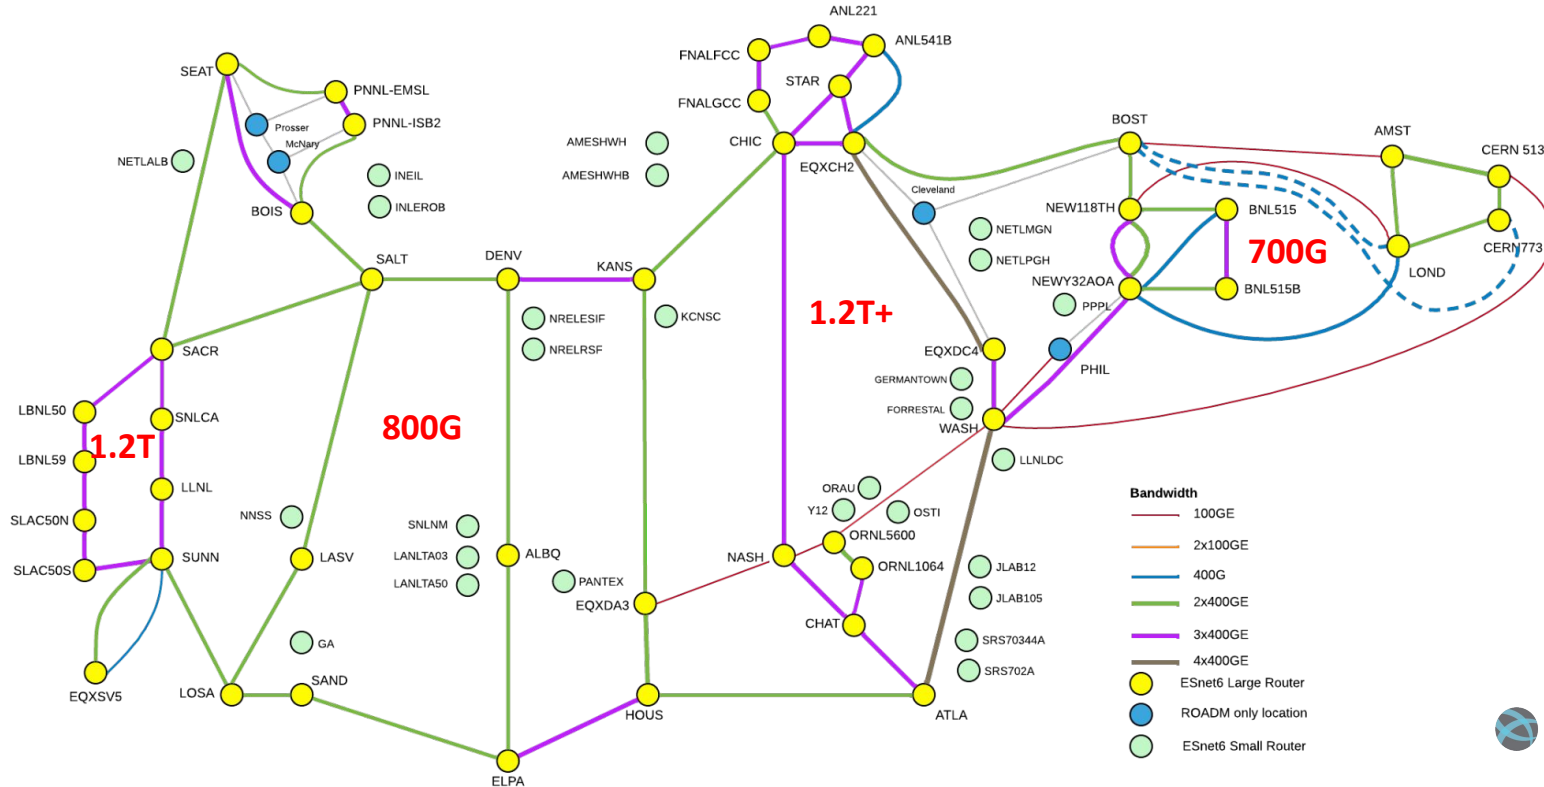 ANL221
ANL541B
FNALFCC
SEAT
STAR
PNNL-EMSL
FNALGCC
PNNL-ISB2
Prosser
BOST
AMST
McNary
AMESHWH
CHIC
CERN 513
NETLALB
EQXCH2
AMESHWHB
INEIL
Cleveland
BOIS
INLEROB
NEW118TH
BNL515
NETLMGN
CERN773
700G
SALT
DENV
KANS
NETLPGH
LOND
NEWY32AOA
BNL515B
PPPL
NRELESIF
KCNSC
1.2T+
SACR
NRELRSF
EQXDC4
PHIL
GERMANTOWN
LBNL50
SNLCA
FORRESTAL
800G
WASH
1.2T
LBNL59
LLNLDC
LLNL
ORAU
Bandwidth
SLAC50N
NNSS
Y12
OSTI
100GE
SNLNM
ORNL5600
2x100GE
SUNN
LASV
LANLTA03
ALBQ
NASH
ORNL1064
JLAB12
SLAC50S
LANLTA50
PANTEX
400G
EQXDA3
JLAB105
2x400GE
CHAT
3x400GE
GA
SRS70344A
4x400GE
SRS702A
SAND
ESnet6 Large Router
EQXSV5
LOSA
HOUS
ATLA
ROADM only location
ESnet6 Small Router
ELPA